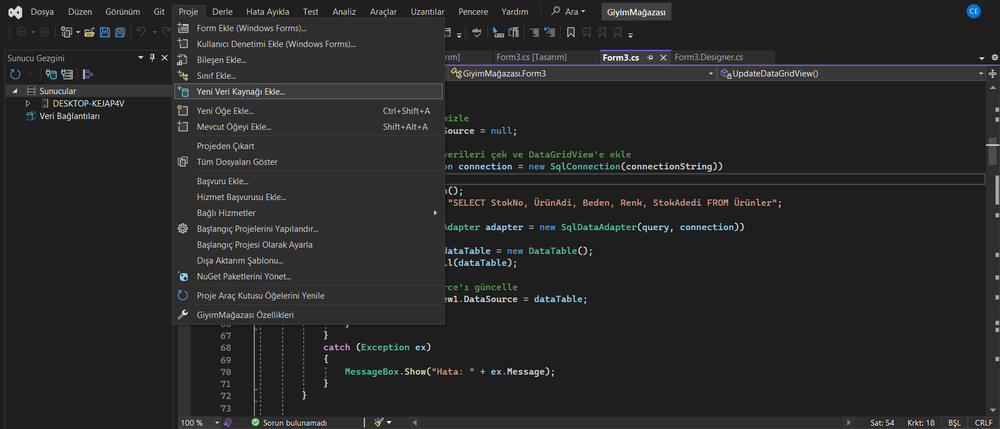 Dosya Düzen Görünüm Git Proje Derle Hata Ayıkla Test Analiz Araçlar Uzantılar Pencere Yardım Ara GiyimMağazası CE
Sunucu Gezgini
Sunucular
DESKTOP-KEJAP4V
Veri Bağlantıları
Form Ekle (Windows Forms)...
Kullanıcı Denetimi Ekle (Windows Forms)...
Bileşen Ekle...
Sınıf Ekle...
Yeni Veri Kaynağı Ekle...
Yeni Öğe Ekle... Ctrl+Shift+A
Mevcut Öğeyi Ekle... Shift+Alt+A
Projeden Çıkart
Tüm Dosyaları Göster
Başvuru Ekle...
Hizmet Başvurusu Ekle...
Bağlı Hizmetler
Başlangıç Projelerini Yapılandır...
Başlangıç Projesi Olarak Ayarla
Dışa Aktarım Şablonu...
NuGet Paketlerini Yönet...
Proje Araç Kutusu Öğelerini Yenile
GiyimMağazası Özellikleri
abc
rım] Form3.cs [Tasarım] Form3.cs Form3.Designer.cs
GiyimMağazası.Form3 UpdateDataGridView()
mizle
Source = null;
verileri çek ve DataGridView'e ekle
on connection = new SqlConnection(connectionString))
n();
"SELECT StokNo, ÜrünAdi, Beden, Renk, StokAdedi FROM Ürünler";
Adapter adapter = new SqlDataAdapter(query, connection))
dataTable = new DataTable();
ll(dataTable);
rce'ı güncelle
ew1.DataSource = dataTable;
}
67 }
68 catch (Exception ex)
69 {
70 MessageBox.Show("Hata: " + ex.Message);
71 }
72 }
73
100 % Sorun bulunamadı Sat: 54 Krkt: 18 BŞL CRLF